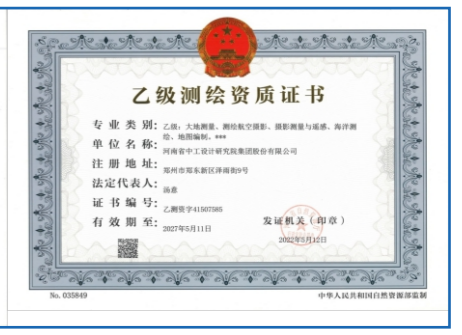 乙级测绘资质证书
专业类别：乙级：大地测量、测绘航空摄影、摄影测量与遥感、海洋测
绘、地图编制。***
单位名称：河南省中工设计研究院集团股份有限公司
注册地址：郑州市郑东新区泽雨街9号
法定代表人：汤意
证书编号：乙测资字41507585
有效期至：2027年5月11日
发证机关（印章）
2022年5月12日
No. 035849
中华人民共和国自然资源部监制